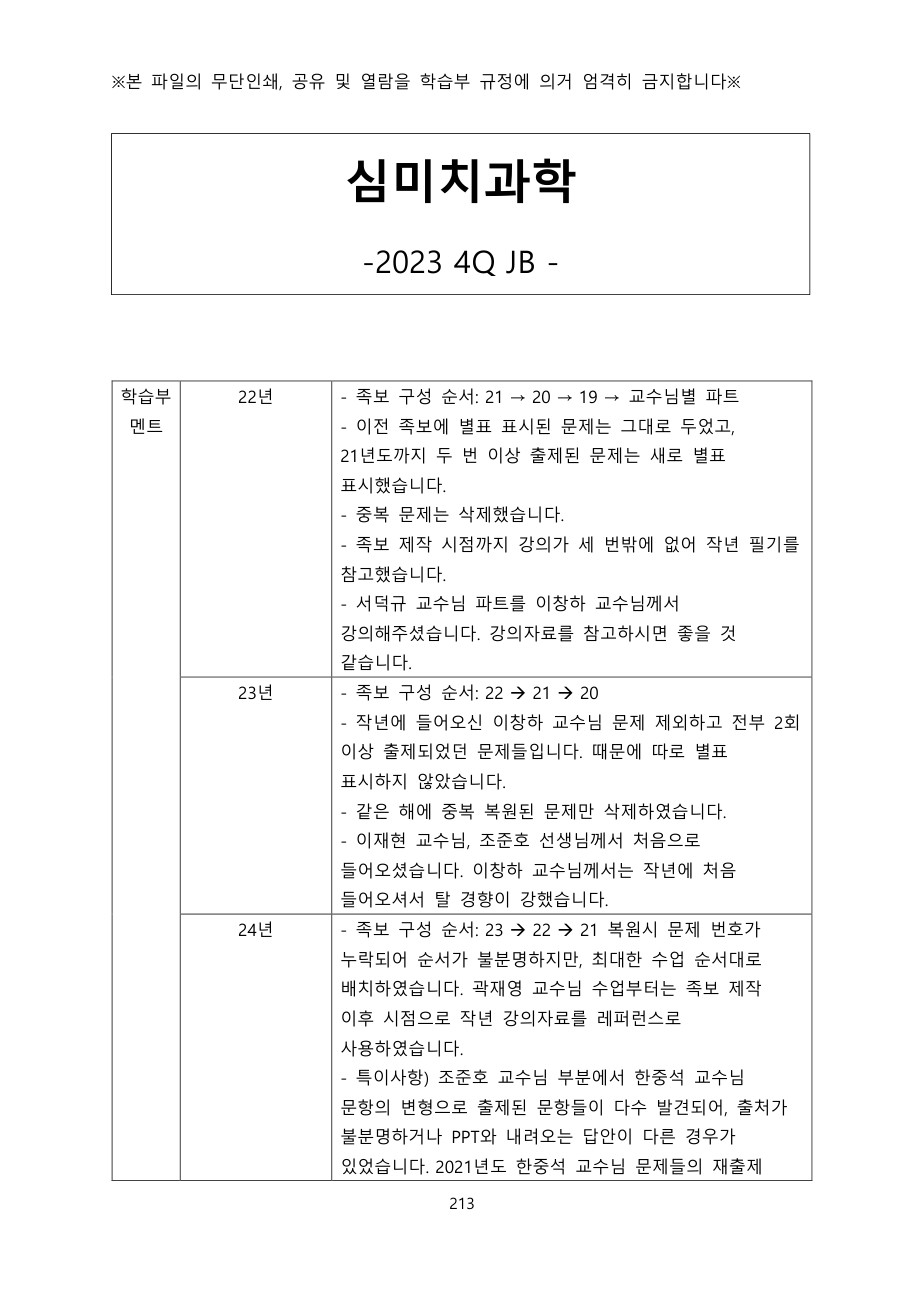 ※본 파일의 무단인쇄, 공유 및 열람을 학습부 규정에 의거 엄격히 금지합니다※
심미치과학
-2023 4Q JB -
학습부
멘트
22년
- 족보 구성 순서: 21 → 20 → 19 → 교수님별 파트
- 이전 족보에 별표 표시된 문제는 그대로 두었고,
21년도까지 두 번 이상 출제된 문제는 새로 별표
표시했습니다.
- 중복 문제는 삭제했습니다.
- 족보 제작 시점까지 강의가 세 번밖에 없어 작년 필기를
참고했습니다.
- 서덕규 교수님 파트를 이창하 교수님께서
강의해주셨습니다. 강의자료를 참고하시면 좋을 것
같습니다.
23년
- 족보 구성 순서: 22 → 21 → 20
- 작년에 들어오신 이창하 교수님 문제 제외하고 전부 2회
이상 출제되었던 문제들입니다. 때문에 따로 별표
표시하지 않았습니다.
- 같은 해에 중복 복원된 문제만 삭제하였습니다.
- 이재현 교수님, 조준호 선생님께서 처음으로
들어오셨습니다. 이창하 교수님께서는 작년에 처음
들어오셔서 탈 경향이 강했습니다.
24년
- 족보 구성 순서: 23 → 22 → 21 복원시 문제 번호가
누락되어 순서가 불분명하지만, 최대한 수업 순서대로
배치하였습니다. 곽재영 교수님 수업부터는 족보 제작
이후 시점으로 작년 강의자료를 레퍼런스로
사용하였습니다.
- 특이사항) 조준호 교수님 부분에서 한중석 교수님
문항의 변형으로 출제된 문항들이 다수 발견되어, 출처가
불분명하거나 PPT와 내려오는 답안이 다른 경우가
있었습니다. 2021년도 한중석 교수님 문제들의 재출제
213